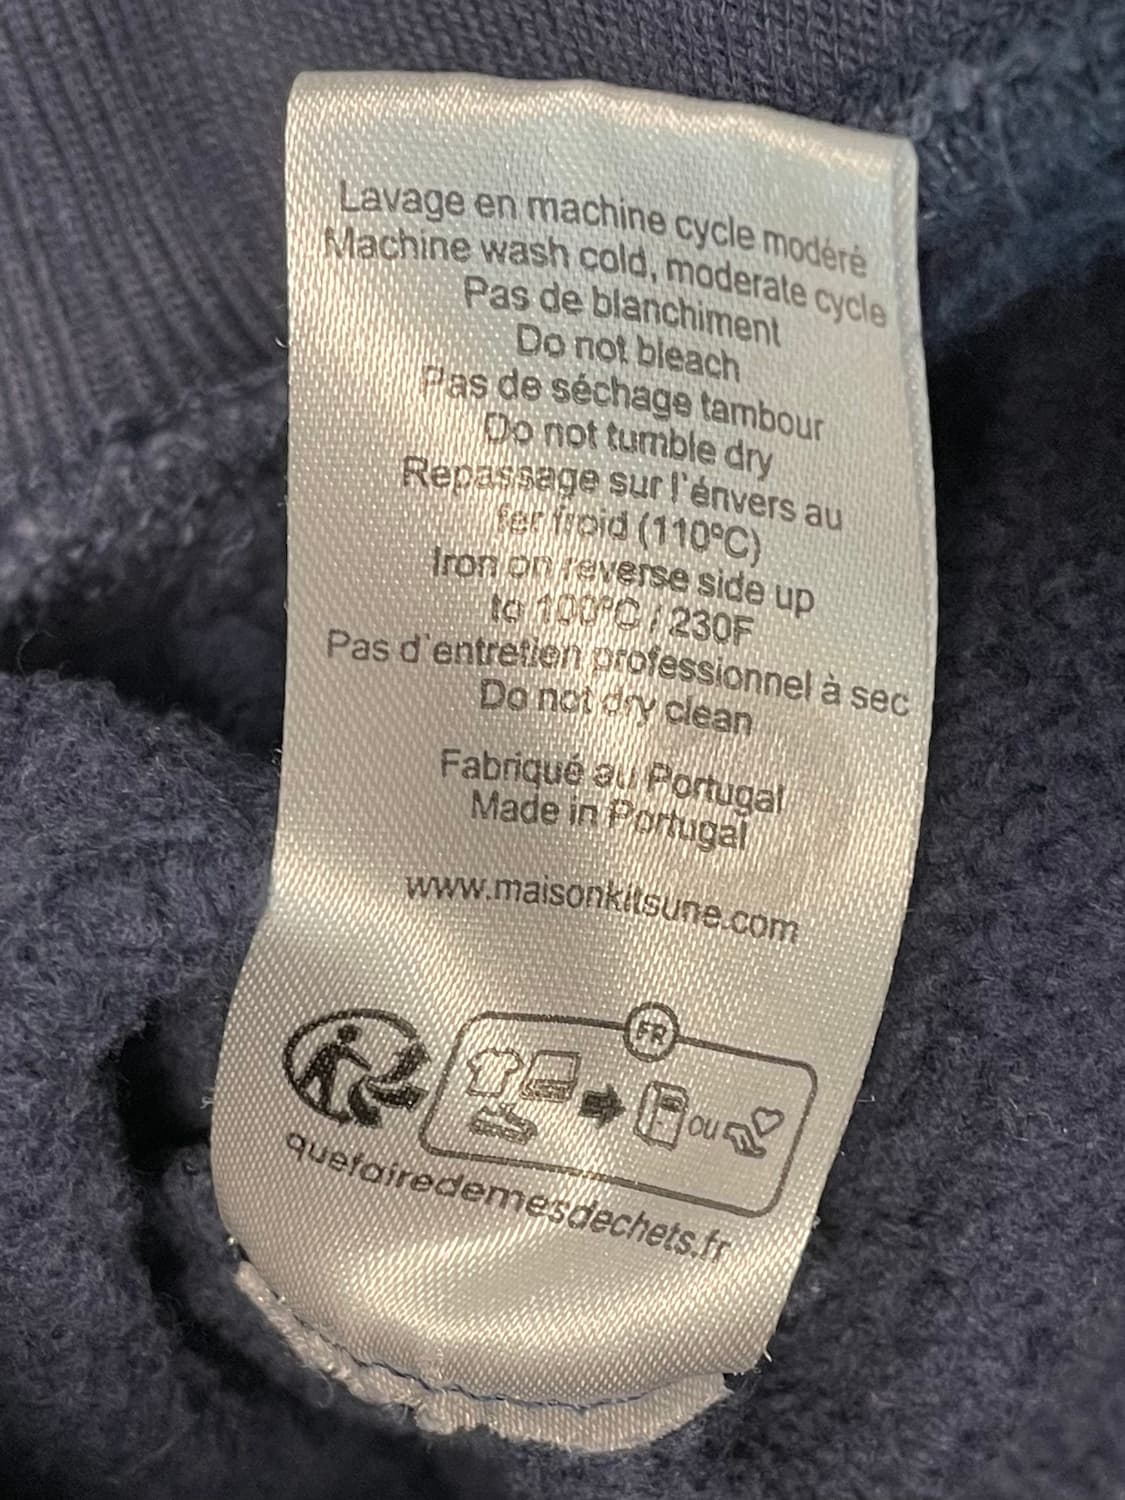 Lavage en machine cycle modéré
Machine wash cold, moderate cycle
Pas de blanchiment
Do not bleach
Pas de séchage tambour
Do not tumble dry
Repassage sur l'énvers au
fer froid (110ºC)
Iron on reverse side up
to 100ºC / 230F
Pas d'entretien professionnel à sec
Do not dry clean
Fabriqué au Portugal
Made in Portugal
www.maisonkitsune.com
FR
ou
quefairedemesdechets.fr